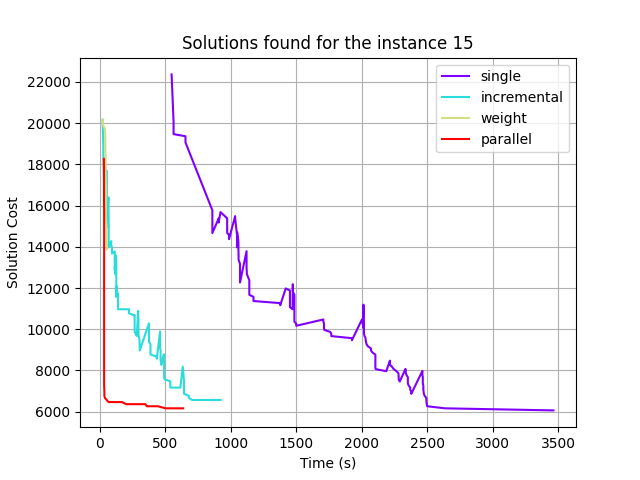 Solutions found for the instance 15
Solution Cost
22000
20000
18000
16000
14000
12000
10000
8000
6000
single
incremental
weight
parallel
0 500 1000 1500 2000 2500 3000 3500
Time (s)